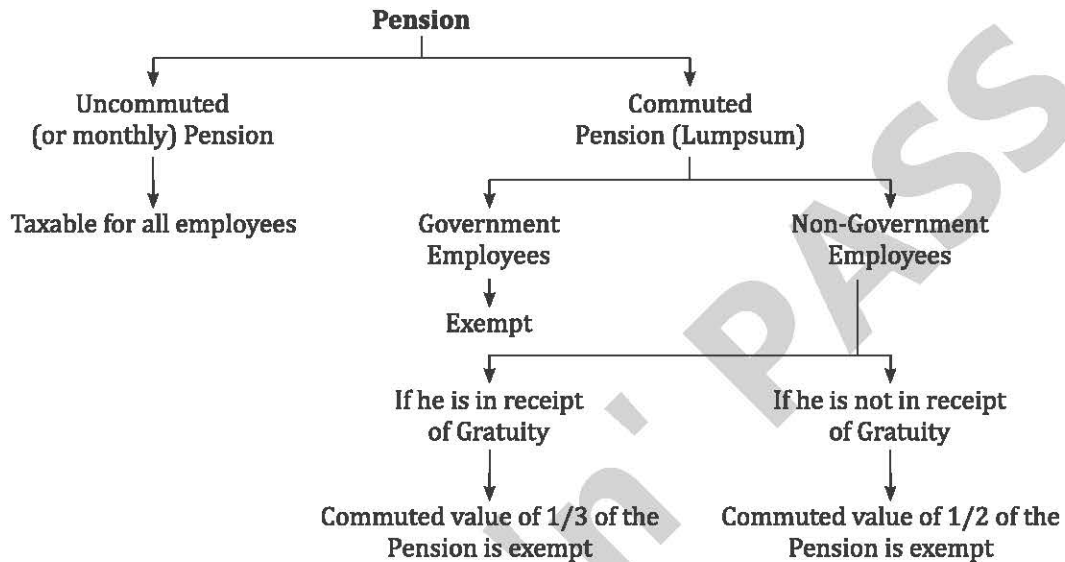 Pension
Uncommuted
(or monthly) Pension
Commuted
Pension (Lumpsum)
Taxable for all employees
Government
Employees
Non-Government
Employees
Exempt
If he is in receipt
of Gratuity
If he is not in receipt
of Gratuity
Commuted value of 1/3 of the
Pension is exempt
Commuted value of 1/2 of the
Pension is exempt
in' PASS